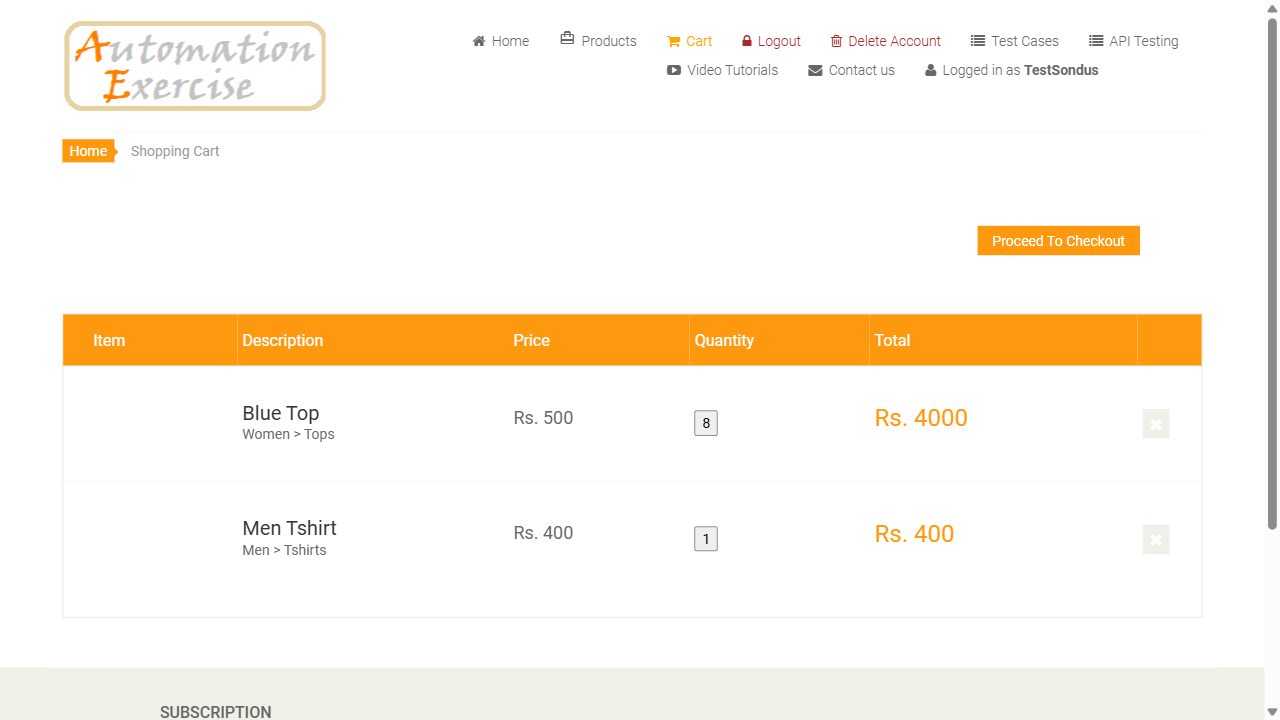 Automation
Exercise
Home Products Cart Logout Delete Account Test Cases API Testing
Video Tutorials Contact us Logged in as TestSondus
Home Shopping Cart
Proceed To Checkout
Item Description Price Quantity Total
Blue Top Rs. 500 8 Rs. 4000
Women > Tops
Men Tshirt Rs. 400 1 Rs. 400
Men > Tshirts
SUBSCRIPTION